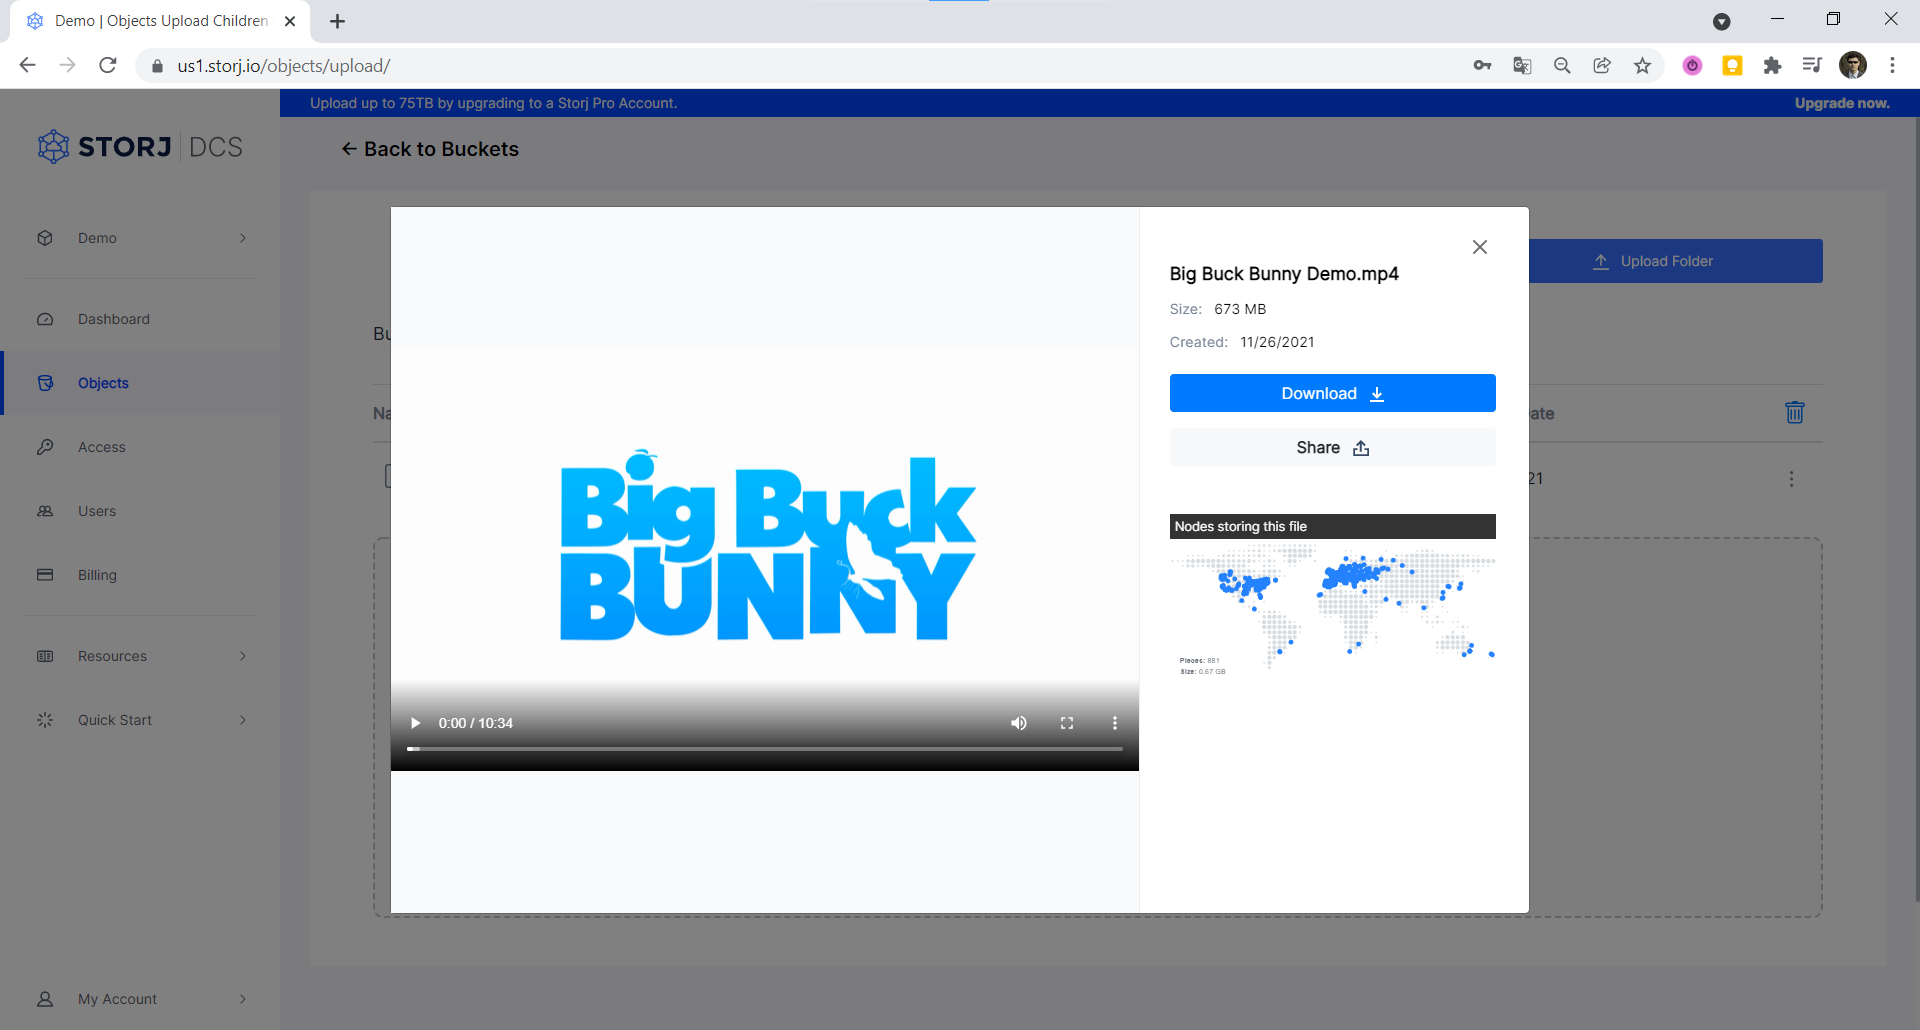 Demo | Objects Upload Children
us1.storj.io/objects/upload/
Upload up to 75TB by upgrading to a Storj Pro Account.
Upgrade now.
STORJ DCS
← Back to Buckets
Demo
Dashboard
Objects
Access
Users
Billing
Resources
Quick Start
My Account
Upload Folder
Bu
Na
ate
21
Big Buck
BUNNY
0:00 / 10:34
Big Buck Bunny Demo.mp4
Size: 673 MB
Created: 11/26/2021
Download
Share
Nodes storing this file
Pieces: 881
Size: 0.67 GB